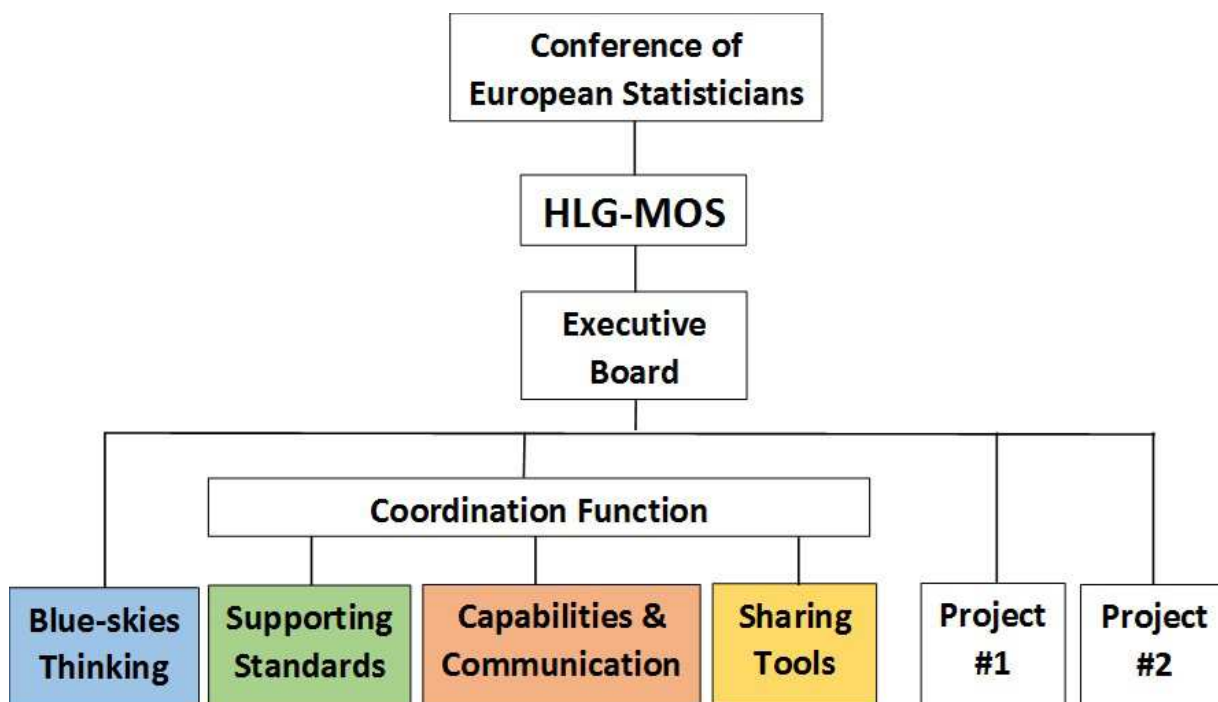 Conference of
European Statisticians
HLG-MOS
Executive
Board
Coordination Function
Blue-skies
Thinking
Supporting
Standards
Capabilities &
Communication
Sharing
Tools
Project
#1
Project
#2